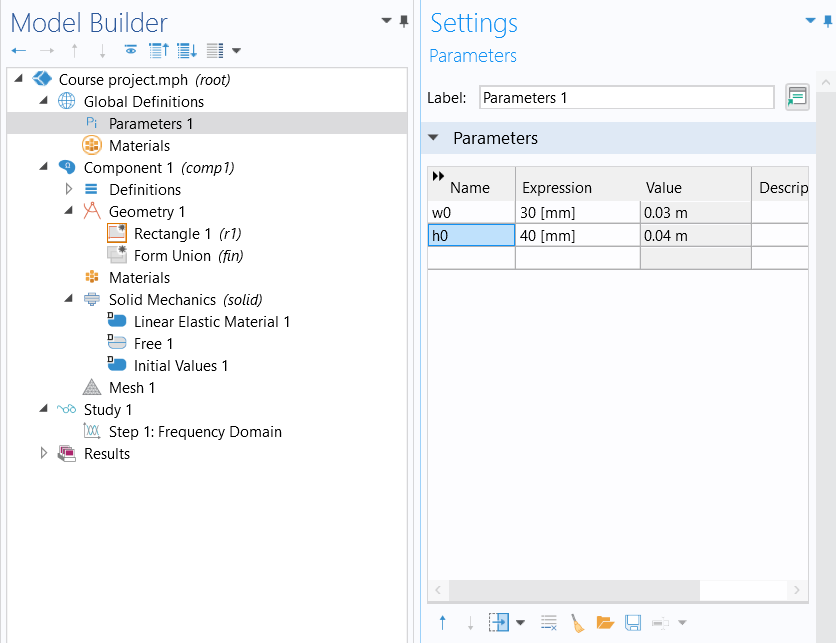 Model Builder
Course project.mph (root)
Global Definitions
Pi Parameters 1
Materials
Component 1 (comp1)
Definitions
Geometry 1
Rectangle 1 (r1)
Form Union (fin)
Materials
Solid Mechanics (solid)
D Linear Elastic Material 1
D Free 1
D Initial Values 1
Mesh 1
Study 1
Step 1: Frequency Domain
Results
Settings
Parameters
Label: Parameters 1
Parameters
Name Expression Value Descrip
w0 30 [mm] 0.03 m
h0 40 [mm] 0.04 m